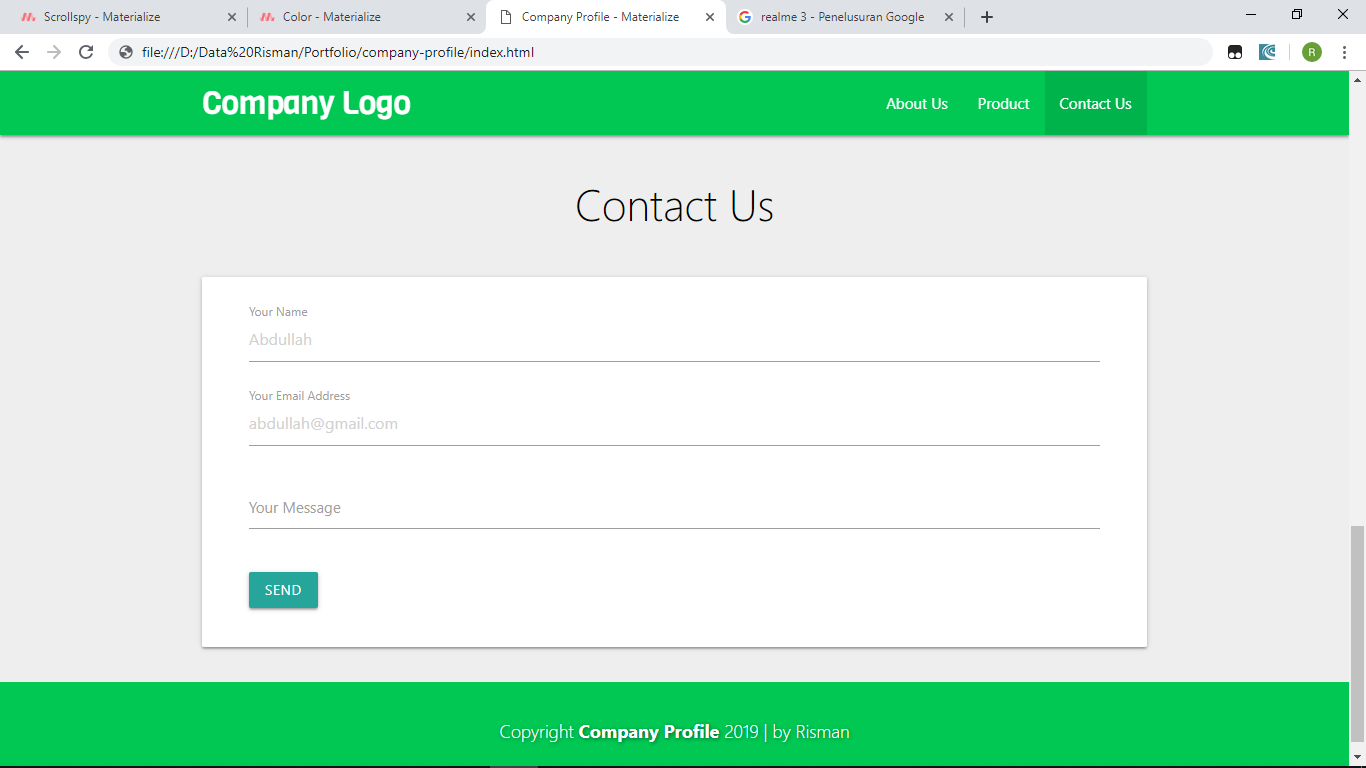 Scrollspy - Materialize
Color - Materialize
Company Profile - Materialize
realme 3 - Penelusuran Google
file:///D:/Data%20Risman/Portfolio/company-profile/index.html
R
Company Logo
About Us
Product
Contact Us
Contact Us
Your Name
Abdullah
Your Email Address
abdullah@gmail.com
Your Message
SEND
Copyright Company Profile 2019 | by Risman